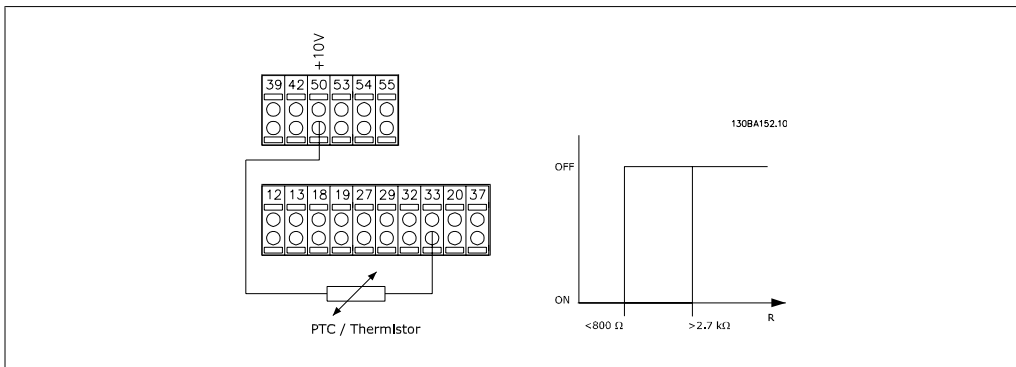 +10V
39 42 50 53 54 55
12 13 18 19 27 29 32 33 20 37
PTC / Thermistor
130BA152.10
OFF
ON
<800 Ω
>2.7 kΩ
R